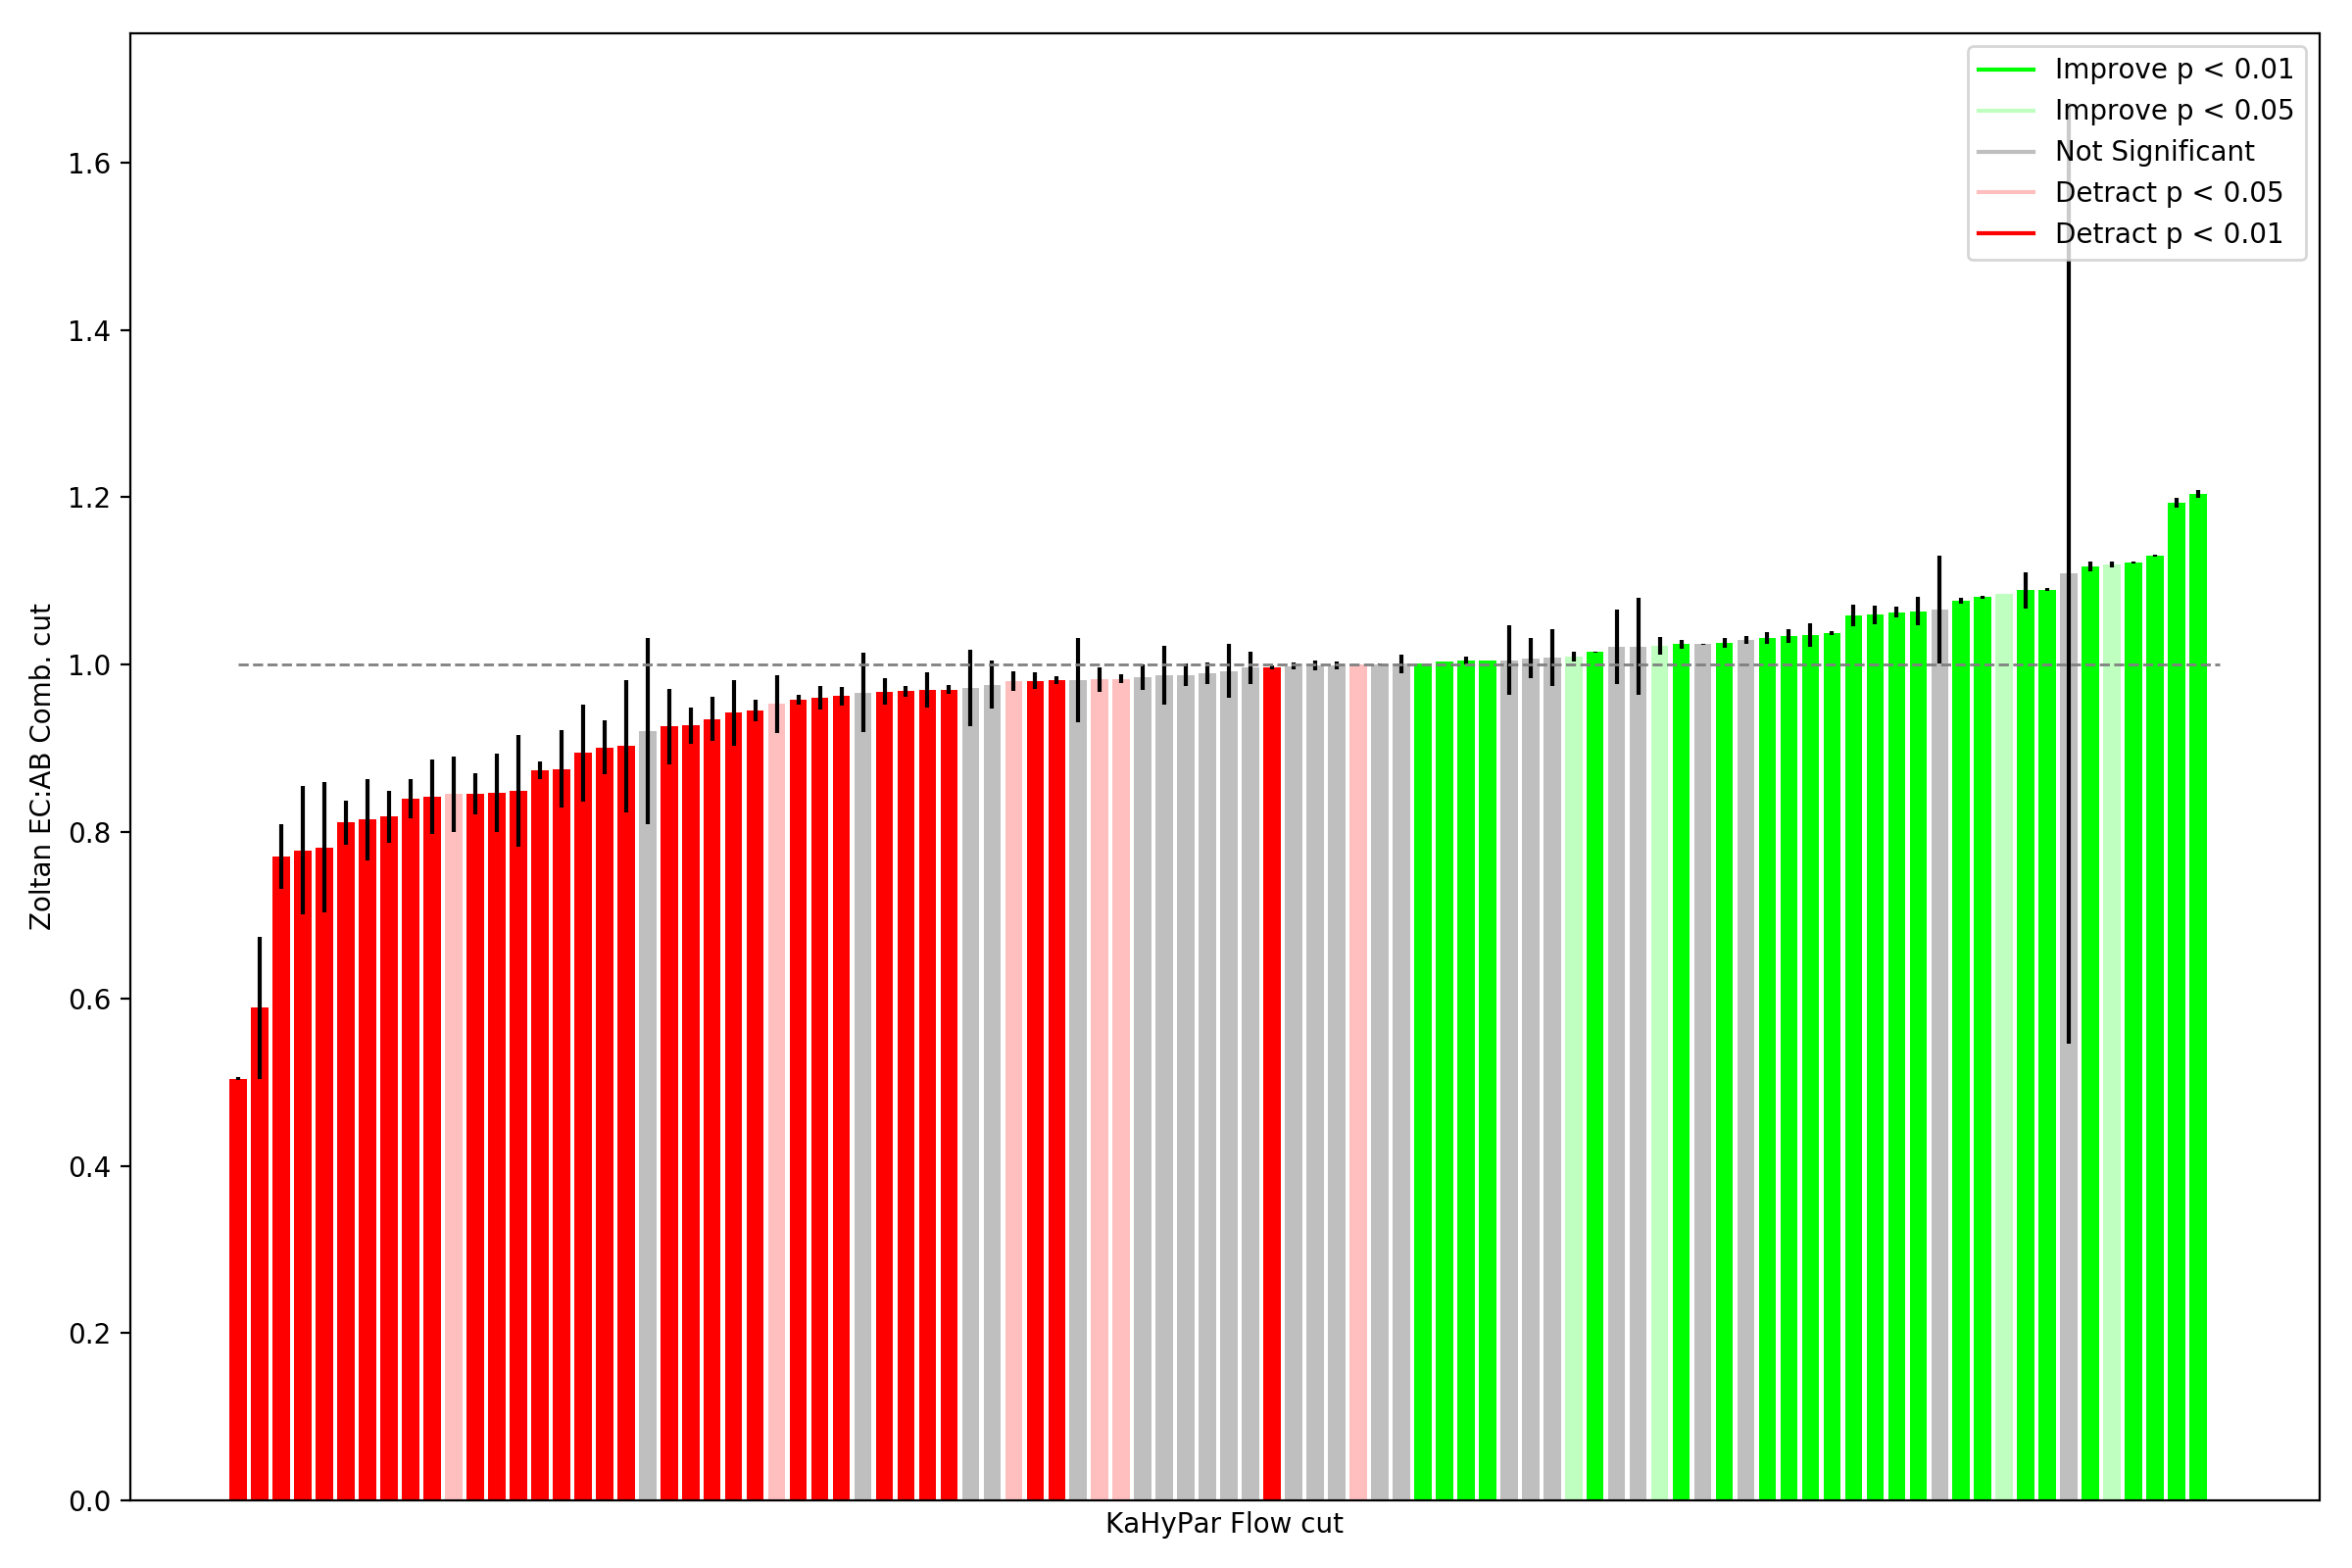 Improve p < 0.01
Improve p < 0.05
Not Significant
Detract p < 0.05
Detract p < 0.01
1.6
1.4
1.2
1.0
0.8
0.6
0.4
0.2
0.0
Zoltan EC:AB Comb. cut
KaHyPar Flow cut